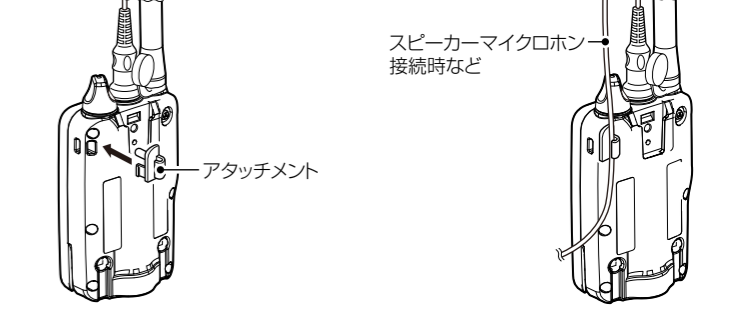 スピーカーマイクロホン
接続時など
アタッチメント